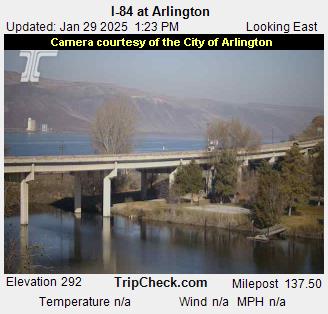 I-84 at Arlington
Updated: Jan 29 2025 1:23 PM Looking East
Camera courtesy of the City of Arlington
Elevation 292 TripCheck.com Milepost 137.50
Temperature n/a Wind n/a MPH n/a